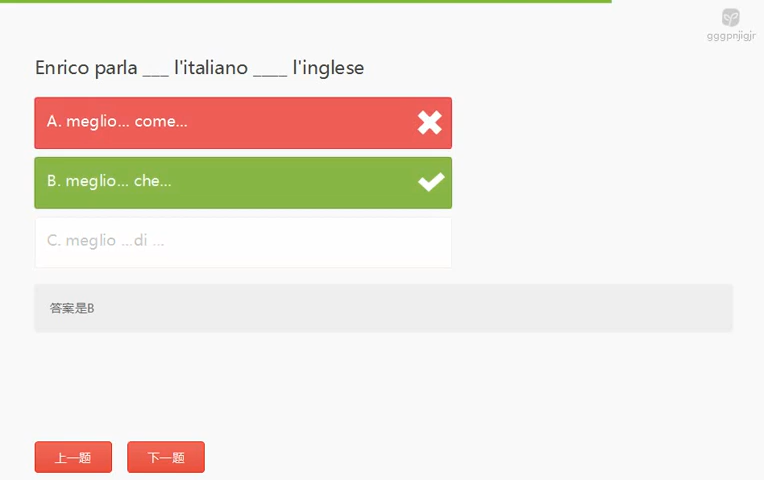 gggpnjigjr
Enrico parla ___ l'italiano ____ l'inglese
A. meglio... come...
B. meglio... che...
C. meglio ...di ...
答案是B
上一题 下一题